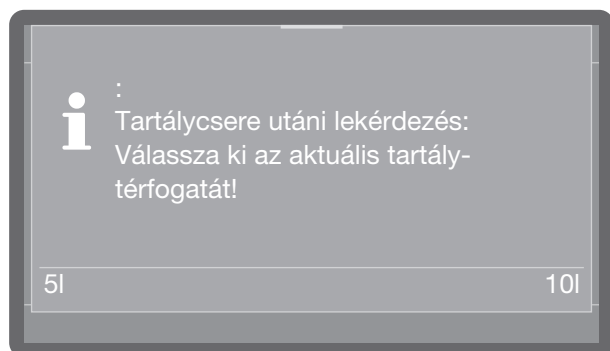 :
Tartálycsere utáni lekérdezés:
Válassza ki az aktuális tartály-
térfogatát!
5l 10l